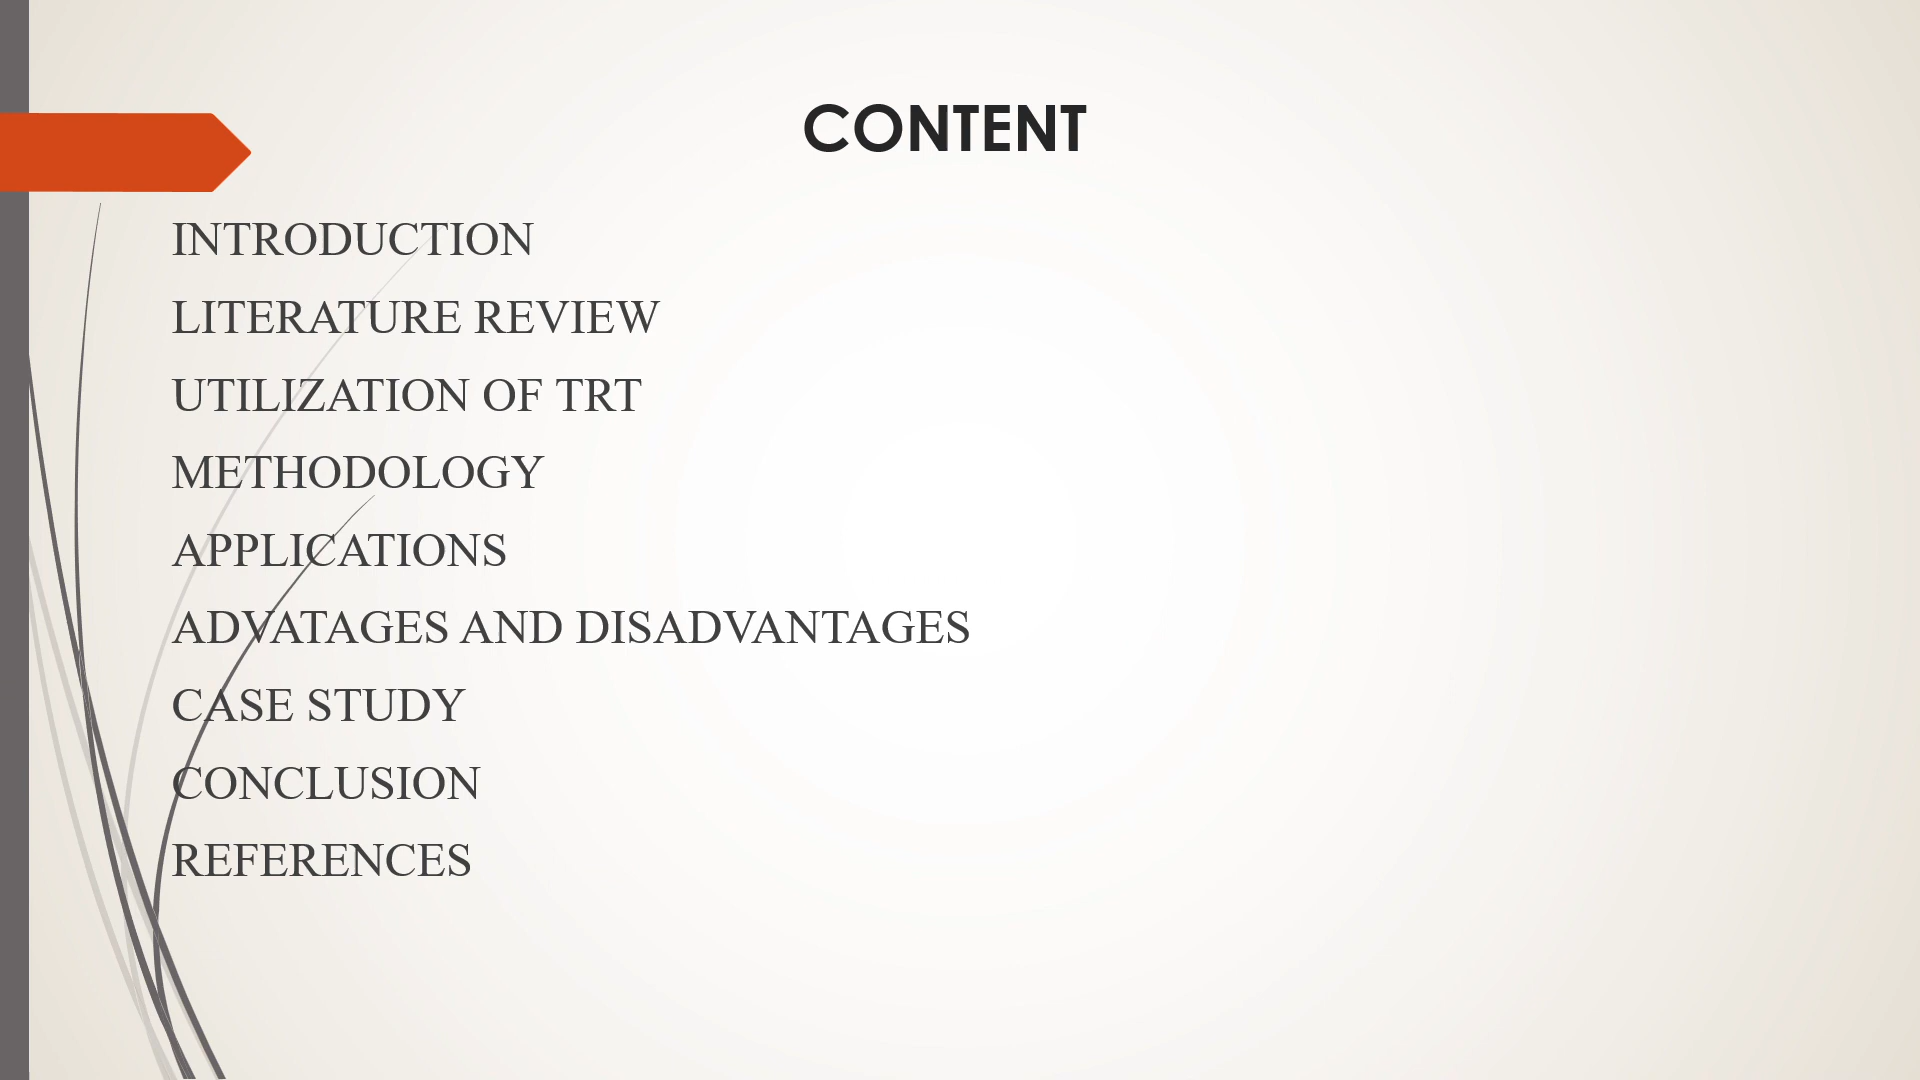 CONTENT
INTRODUCTION
LITERATURE REVIEW
UTILIZATION OF TRT
METHODOLOGY
APPLICATIONS
ADVATAGES AND DISADVANTAGES
CASE STUDY
CONCLUSION
REFERENCES